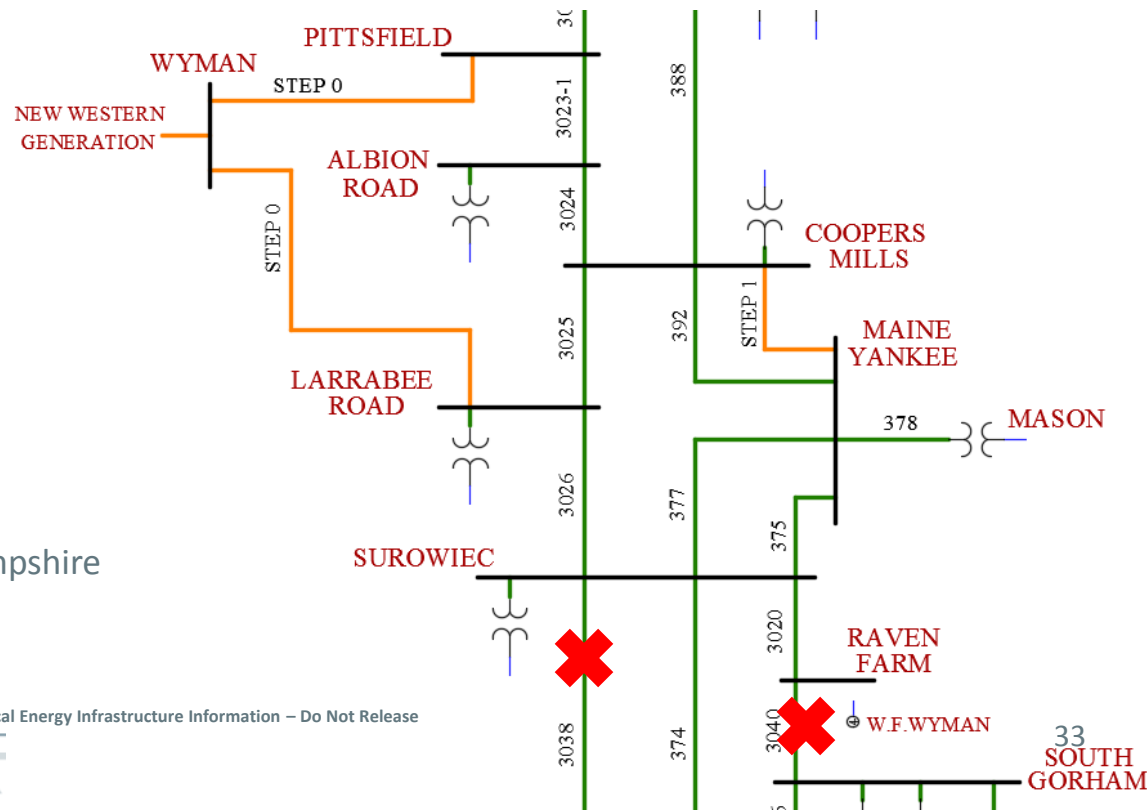 PITTSFIELD
WYMAN
STEP 0
388
NEW WESTERN
GENERATION
3023-1
ALBION
ROAD
3024
STEP 0
COOPERS
MILLS
STEP 1
3025
392
MAINE
YANKEE
LARRABEE
ROAD
378
MASON
3026
377
375
mpshire
SUROWIEC
3020
RAVEN
FARM
cal Energy Infrastructure Information – Do Not Release
3038
374
3040
W.F.WYMAN
33
SOUTH
GORHAM